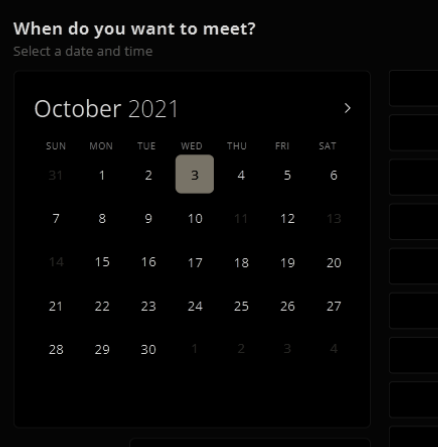 When do you want to meet?
Select a date and time
October 2021
SUN MON TUE WED THU FRI SAT
31 1 2 3 4 5 6
7 8 9 10 11 12 13
14 15 16 17 18 19 20
21 22 23 24 25 26 27
28 29 30 1 2 3 4